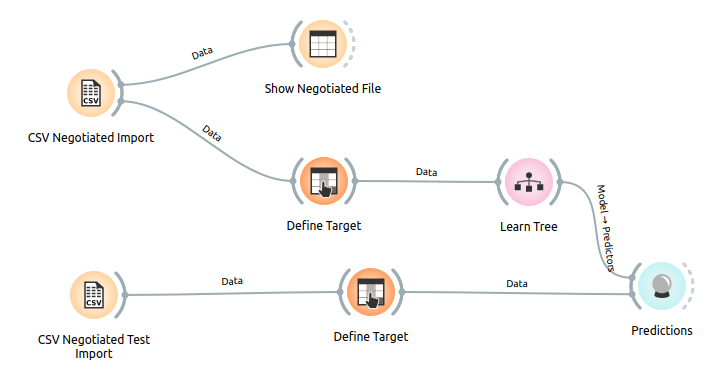 Data
Show Negotiated File
CSV
CSV Negotiated Import
Data
Data
Define Target
Learn Tree
Model → Predictors
Data
Data
CSV
CSV Negotiated Test
Import
Define Target
Predictions